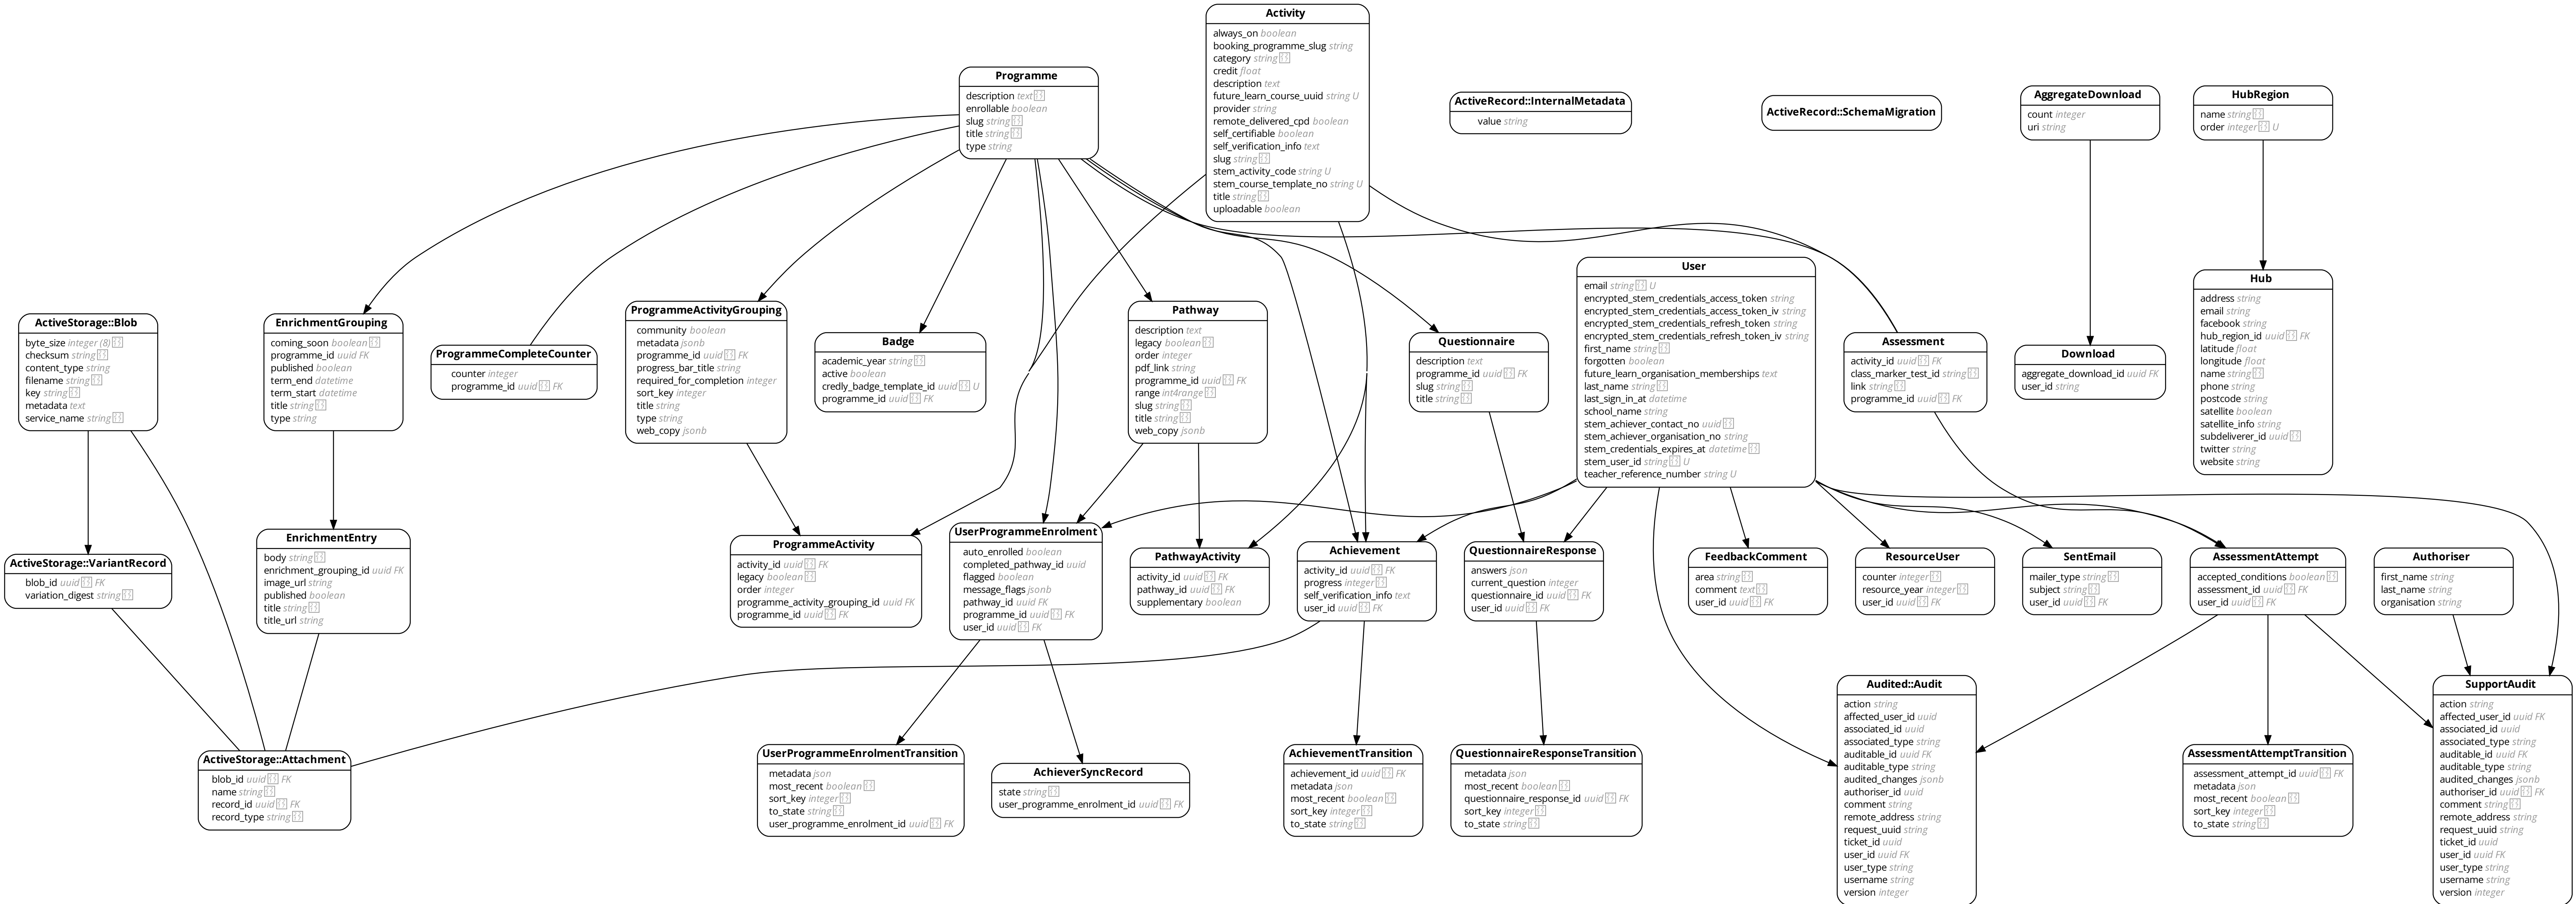 Activity
always_on boolean
booking_programme_slug string
category string
credit float
description text
future_learn_course_uuid string U
provider string
remote_delivered_cpd boolean
self_certifiable boolean
self_verification_info text
slug string
stem_activity_code string U
stem_course_template_no string U
title string
uploadable boolean
Programme
description text
enrollable boolean
slug string
title string
type string
ActiveRecord::InternalMetadata
value string
ActiveRecord::SchemaMigration
AggregateDownload
count integer
uri string
HubRegion
name string
order integer U
ActiveStorage::Blob
byte_size integer (8)
checksum string
content_type string
filename string
key string
metadata text
service_name string
EnrichmentGrouping
coming_soon boolean
programme_id uuid FK
published boolean
term_end datetime
term_start datetime
title string
type string
ProgrammeCompleteCounter
counter integer
programme_id uuid FK
ProgrammeActivityGrouping
community boolean
metadata jsonb
programme_id uuid FK
progress_bar_title string
required_for_completion integer
sort_key integer
title string
type string
web_copy jsonb
Badge
academic_year string
active boolean
credly_badge_template_id uuid U
programme_id uuid FK
Pathway
description text
legacy boolean
order integer
pdf_link string
programme_id uuid FK
range int4range
slug string
title string
web_copy jsonb
Questionnaire
description text
programme_id uuid FK
slug string
title string
User
email string U
encrypted_stem_credentials_access_token string
encrypted_stem_credentials_access_token_iv string
encrypted_stem_credentials_refresh_token string
encrypted_stem_credentials_refresh_token_iv string
first_name string
forgotten boolean
future_learn_organisation_memberships text
last_name string
last_sign_in_at datetime
school_name string
stem_achiever_contact_no uuid
stem_achiever_organisation_no string
stem_credentials_expires_at datetime
stem_user_id string U
teacher_reference_number string U
Assessment
activity_id uuid FK
class_marker_test_id string
link string
programme_id uuid FK
Download
aggregate_download_id uuid FK
user_id string
Hub
address string
email string
facebook string
hub_region_id uuid FK
latitude float
longitude float
name string
phone string
postcode string
satellite boolean
satellite_info string
subdeliverer_id uuid
twitter string
website string
ActiveStorage::VariantRecord
blob_id uuid FK
variation_digest string
EnrichmentEntry
body string
enrichment_grouping_id uuid FK
image_url string
published boolean
title string
title_url string
ProgrammeActivity
activity_id uuid FK
legacy boolean
order integer
programme_activity_grouping_id uuid FK
programme_id uuid FK
UserProgrammeEnrolment
auto_enrolled boolean
completed_pathway_id uuid
flagged boolean
message_flags jsonb
pathway_id uuid FK
programme_id uuid FK
user_id uuid FK
PathwayActivity
activity_id uuid FK
pathway_id uuid FK
supplementary boolean
Achievement
activity_id uuid FK
progress integer
self_verification_info text
user_id uuid FK
QuestionnaireResponse
answers json
current_question integer
questionnaire_id uuid FK
user_id uuid FK
FeedbackComment
area string
comment text
user_id uuid FK
ResourceUser
counter integer
resource_year integer
user_id uuid FK
SentEmail
mailer_type string
subject string
user_id uuid FK
AssessmentAttempt
accepted_conditions boolean
assessment_id uuid FK
user_id uuid FK
Authoriser
first_name string
last_name string
organisation string
ActiveStorage::Attachment
blob_id uuid FK
name string
record_id uuid FK
record_type string
UserProgrammeEnrolmentTransition
metadata json
most_recent boolean
sort_key integer
to_state string
user_programme_enrolment_id uuid FK
AchieverSyncRecord
state string
user_programme_enrolment_id uuid FK
AchievementTransition
achievement_id uuid FK
metadata json
most_recent boolean
sort_key integer
to_state string
QuestionnaireResponseTransition
metadata json
most_recent boolean
questionnaire_response_id uuid FK
sort_key integer
to_state string
Audited::Audit
action string
affected_user_id uuid
associated_id uuid
associated_type string
auditable_id uuid FK
auditable_type string
audited_changes jsonb
authoriser_id uuid
comment string
remote_address string
request_uuid string
ticket_id uuid
user_id uuid FK
user_type string
username string
version integer
AssessmentAttemptTransition
assessment_attempt_id uuid FK
metadata json
most_recent boolean
sort_key integer
to_state string
SupportAudit
action string
affected_user_id uuid FK
associated_id uuid
associated_type string
auditable_id uuid FK
auditable_type string
audited_changes jsonb
authoriser_id uuid FK
comment string
remote_address string
request_uuid string
ticket_id uuid
user_id uuid FK
user_type string
username string
version integer